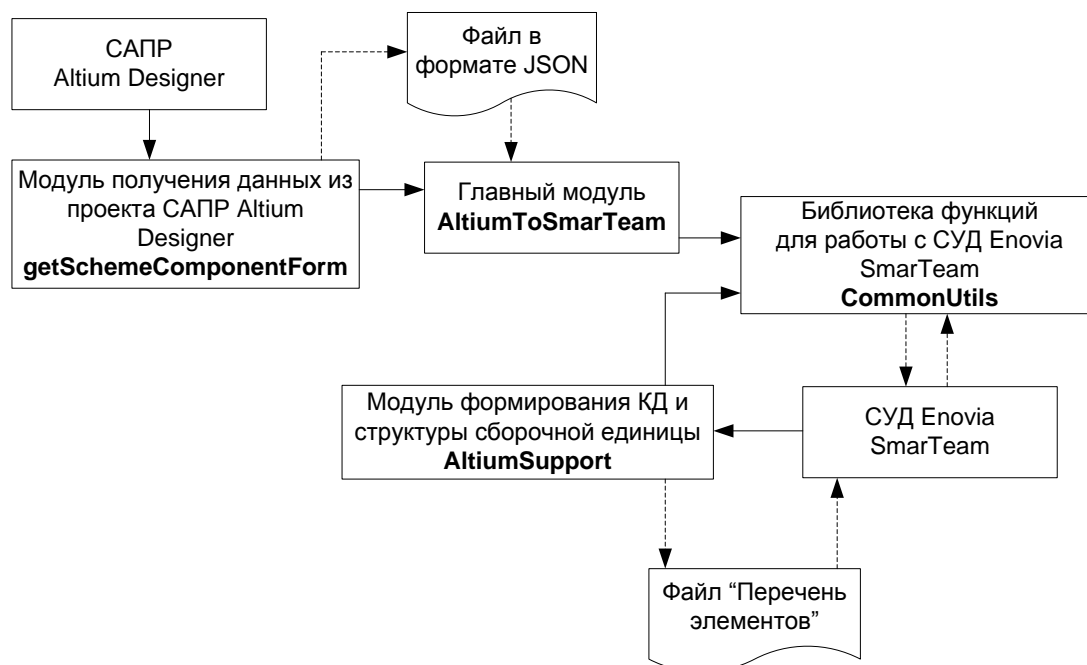 САПР
Altium Designer
Файл в
формате JSON
Модуль получения данных из
проекта САПР Altium
Designer
getSchemeComponentForm
Главный модуль
AltiumToSmarTeam
Библиотека функций
для работы с СУД Enovia
SmarTeam
CommonUtils
Модуль формирования КД и
структуры сборочной единицы
AltiumSupport
СУД Enovia
SmarTeam
Файл “Перечень
элементов”